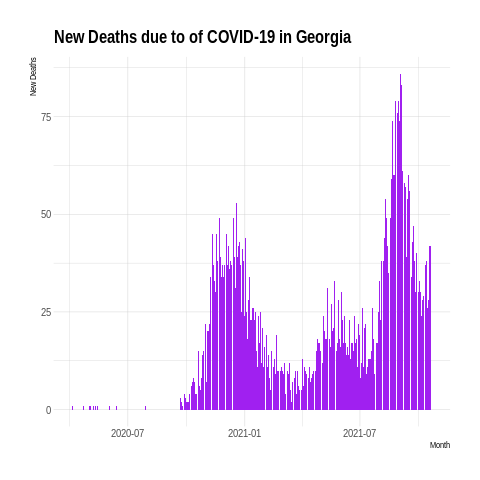 New Deaths due to of COVID-19 in Georgia
New Deaths
75
50
25
0
2020-07
2021-01
2021-07
Month